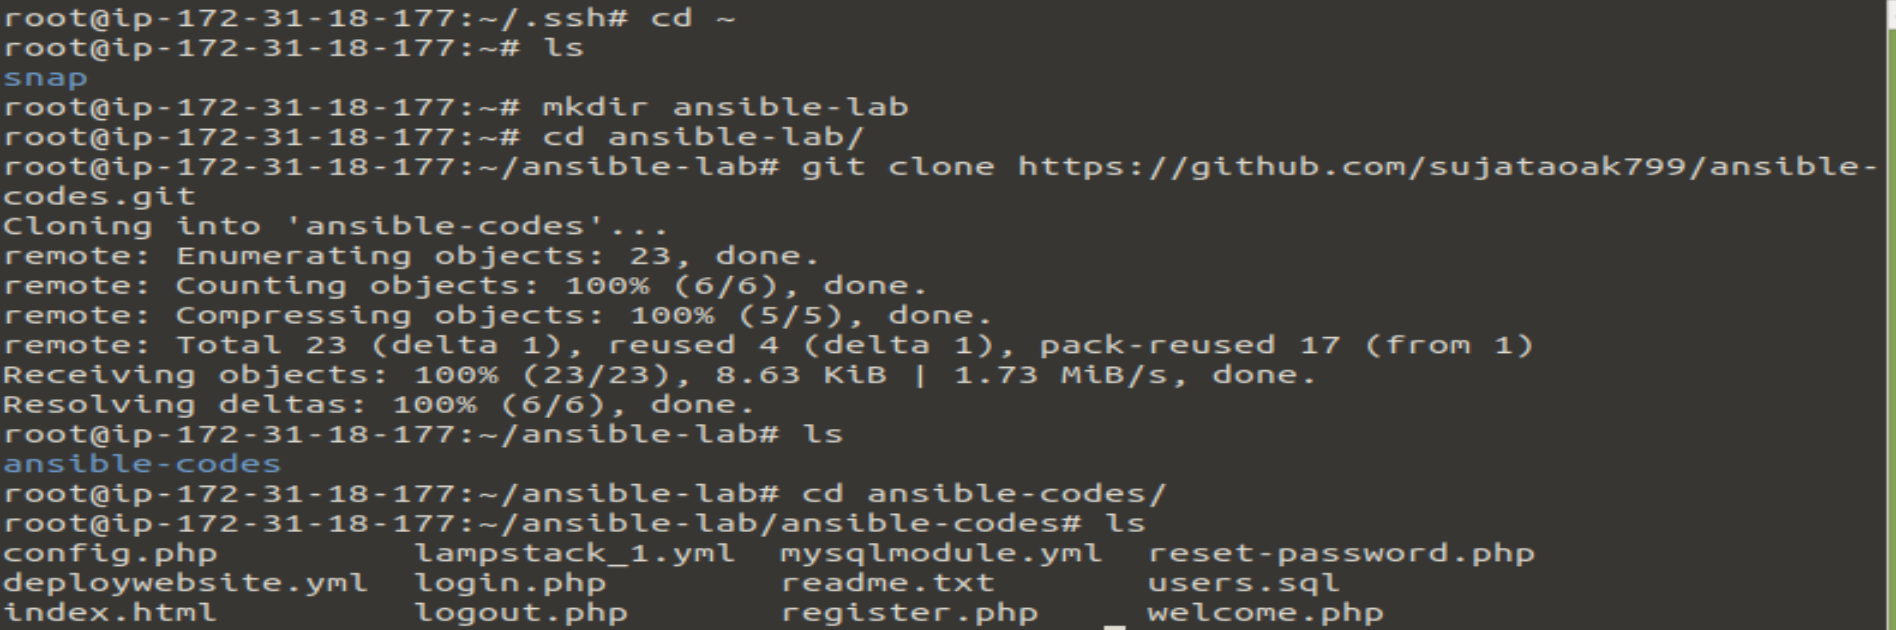 root@ip-172-31-18-177:~/.ssh# cd ~
root@ip-172-31-18-177:~# ls
snap
root@ip-172-31-18-177:~# mkdir ansible-lab
root@ip-172-31-18-177:~# cd ansible-lab/
root@ip-172-31-18-177:~/ansible-lab# git clone https://github.com/sujataoak799/ansible-
codes.git
Cloning into 'ansible-codes'...
remote: Enumerating objects: 23, done.
remote: Counting objects: 100% (6/6), done.
remote: Compressing objects: 100% (5/5), done.
remote: Total 23 (delta 1), reused 4 (delta 1), pack-reused 17 (from 1)
Receiving objects: 100% (23/23), 8.63 KiB | 1.73 MiB/s, done.
Resolving deltas: 100% (6/6), done.
root@ip-172-31-18-177:~/ansible-lab# ls
ansible-codes
root@ip-172-31-18-177:~/ansible-lab# cd ansible-codes/
root@ip-172-31-18-177:~/ansible-lab/ansible-codes# ls
config.php         lampstack_1.yml  mysqlmodule.yml  reset-password.php
deploywebsite.yml  login.php        readme.txt       users.sql
index.html         logout.php       register.php     welcome.php